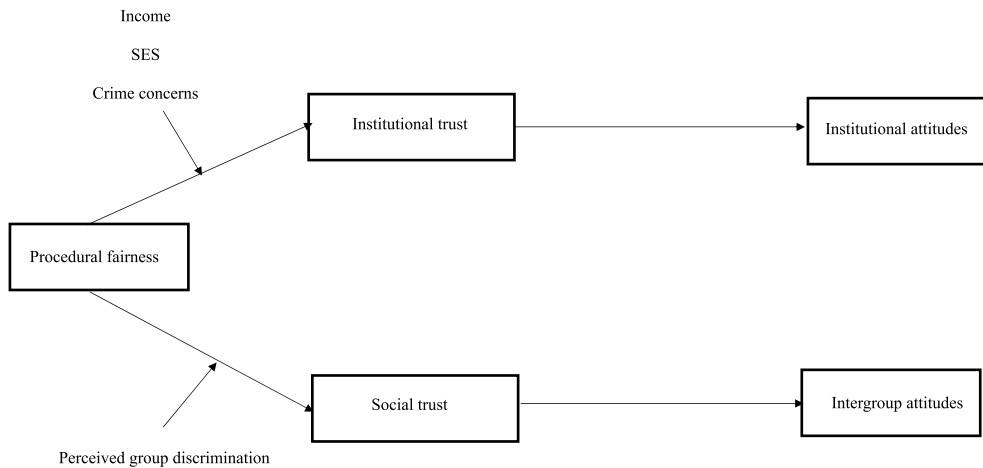 Income
SES
Crime concerns
Institutional trust
Institutional attitudes
Procedural fairness
Social trust
Intergroup attitudes
Perceived group discrimination